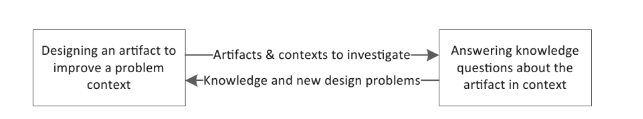 Designing an artifact to
improve a problem
context
Artifacts & contexts to investigate
Knowledge and new design problems
Answering knowledge
questions about the
artifact in context